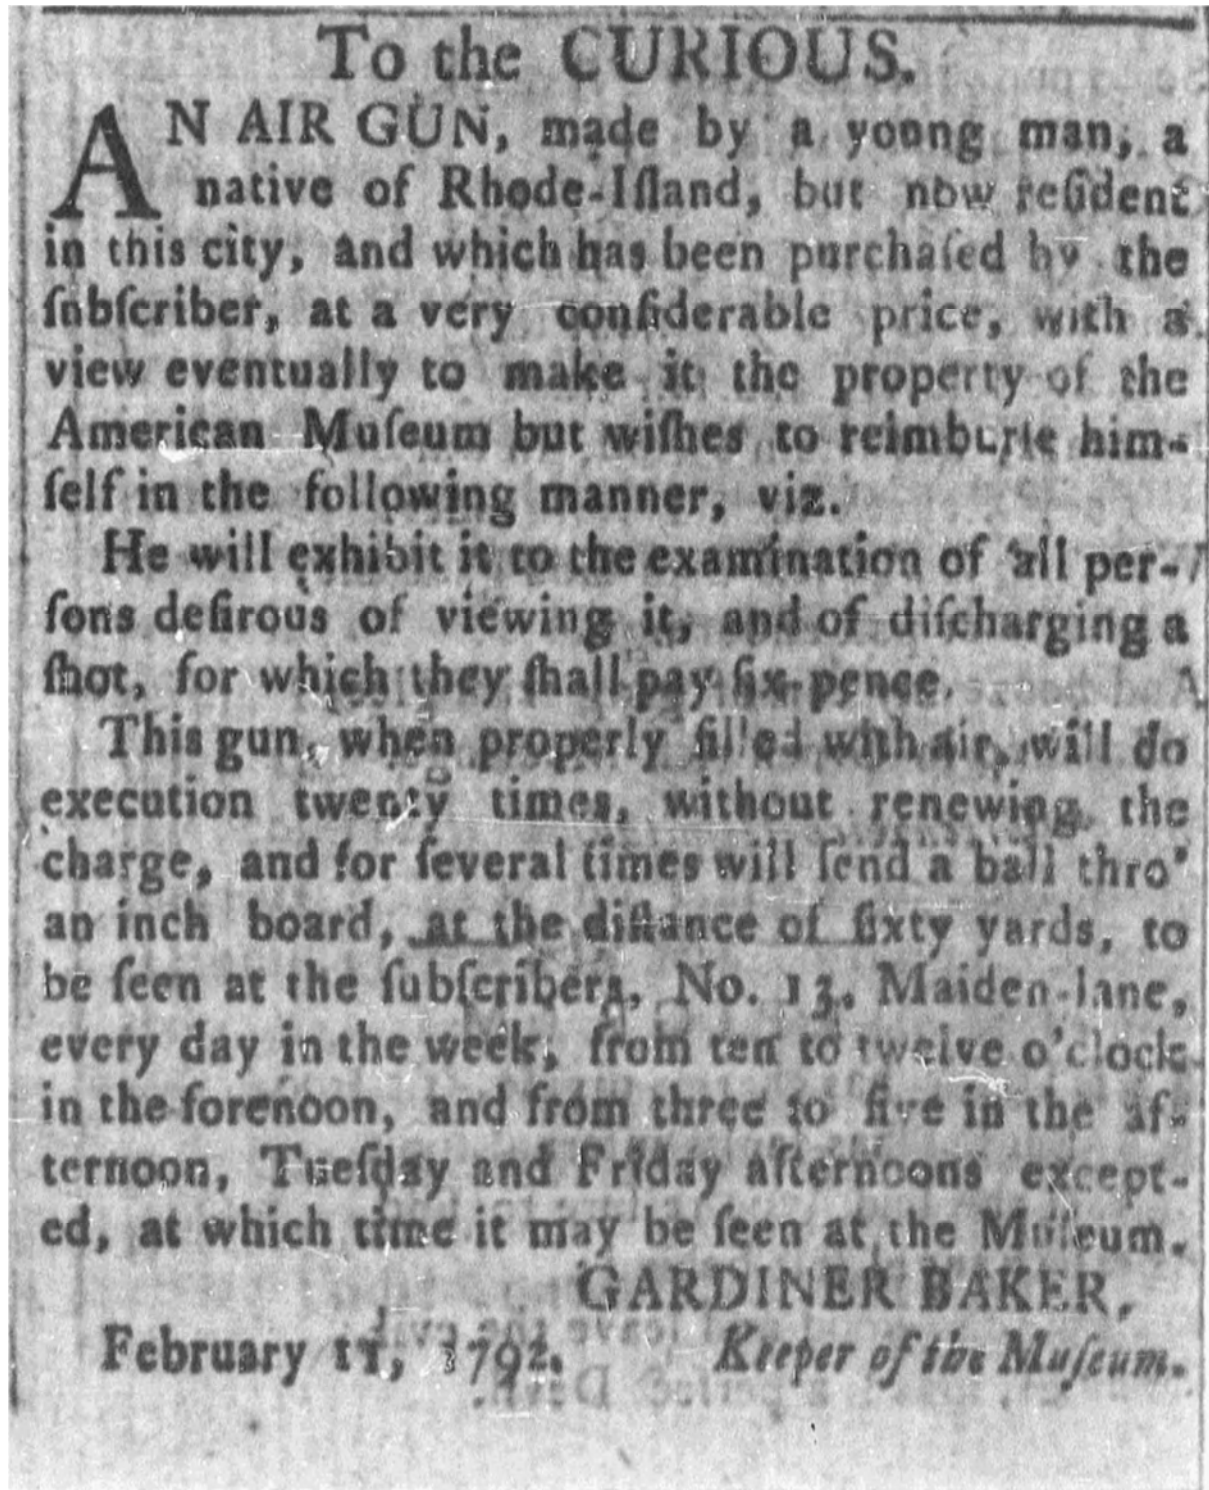 To the CURIOUS.
AN AIR GUN, made by a young man, a
native of Rhode-Iſland, but now reſident
in this city, and which has been purchaſed by the
ſubſcriber, at a very conſiderable price, with a
view eventually to make it the property of the
American Muſeum but wiſhes to reimburſe him-
ſelf in the following manner, viz.
He will exhibit it to the examination of all per-
ſons deſirous of viewing it, and of diſcharging a
ſhot, for which they ſhall pay ſix-pence.
This gun, when properly filled with air, will do
execution twenty times, without renewing the
charge, and for ſeveral times will ſend a ball thro'
an inch board, at the diſtance of ſixty yards, to
be ſeen at the ſubſcribers, No. 13. Maiden-lane,
every day in the week, from ten to twelve o'clock
in the forenoon, and from three to five in the af-
ternoon, Tueſday and Friday afternoons except-
ed, at which time it may be ſeen at the Muſeum.
GARDINER BAKER,
February 11, 1792. Keeper of the Muſeum.